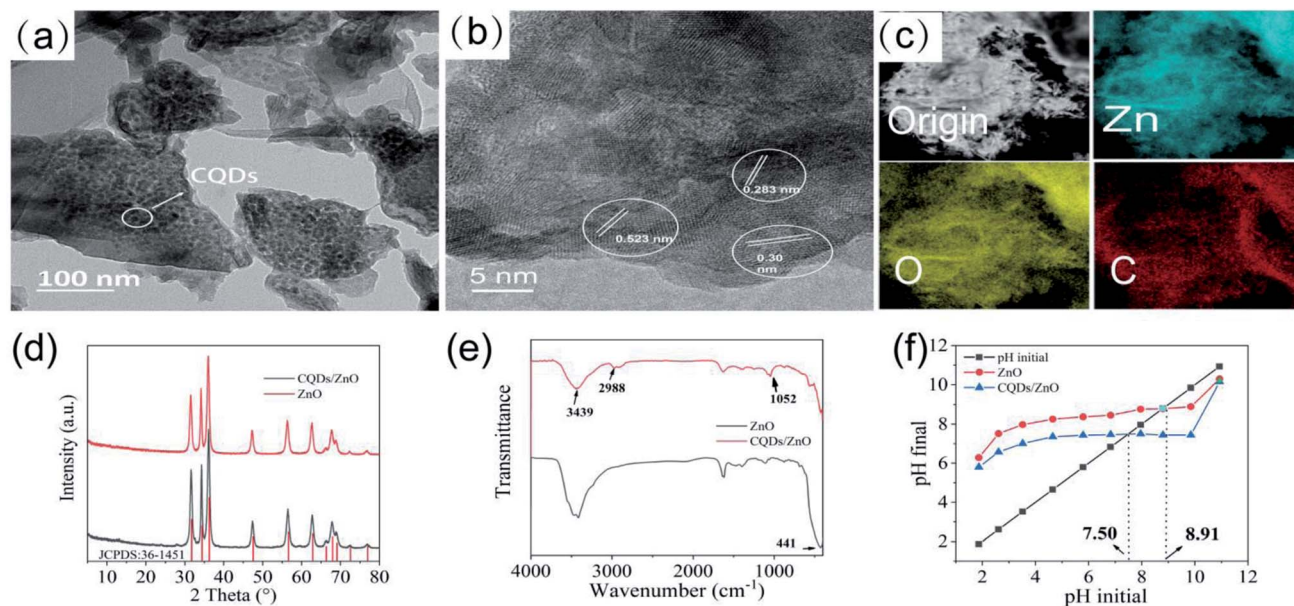 (a)
CQDs
100 nm
(b)
0.283 nm
0.523 nm
0.30
nm
5 nm
(c)
Origin
Zn
O
C
(d)
CQDs/ZnO
ZnO
JCPDS:36-1451
Intensity (a.u.)
10 20 30 40 50 60 70 80
2 Theta (°)
(e)
2988
3439
1052
ZnO
CQDs/ZnO
441
Transmittance
4000 3000 2000 1000
Wavenumber (cm-1)
(f)
pH initial
ZnO
CQDs/ZnO
12
10
8
6
4
2
pH final
7.50
8.91
2 4 6 8 10 12
pH initial